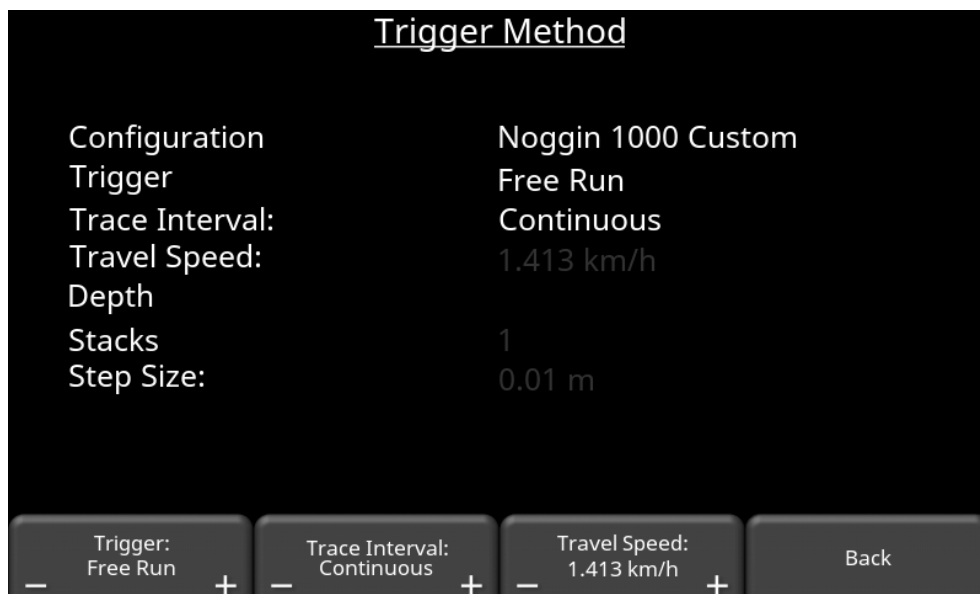 Trigger Method
Configuration Noggin 1000 Custom
Trigger Free Run
Trace Interval: Continuous
Travel Speed: 1.413 km/h
Depth
Stacks 1
Step Size: 0.01 m
Trigger:
Free Run
− +
Trace Interval:
Continuous
− +
Travel Speed:
1.413 km/h
− +
Back